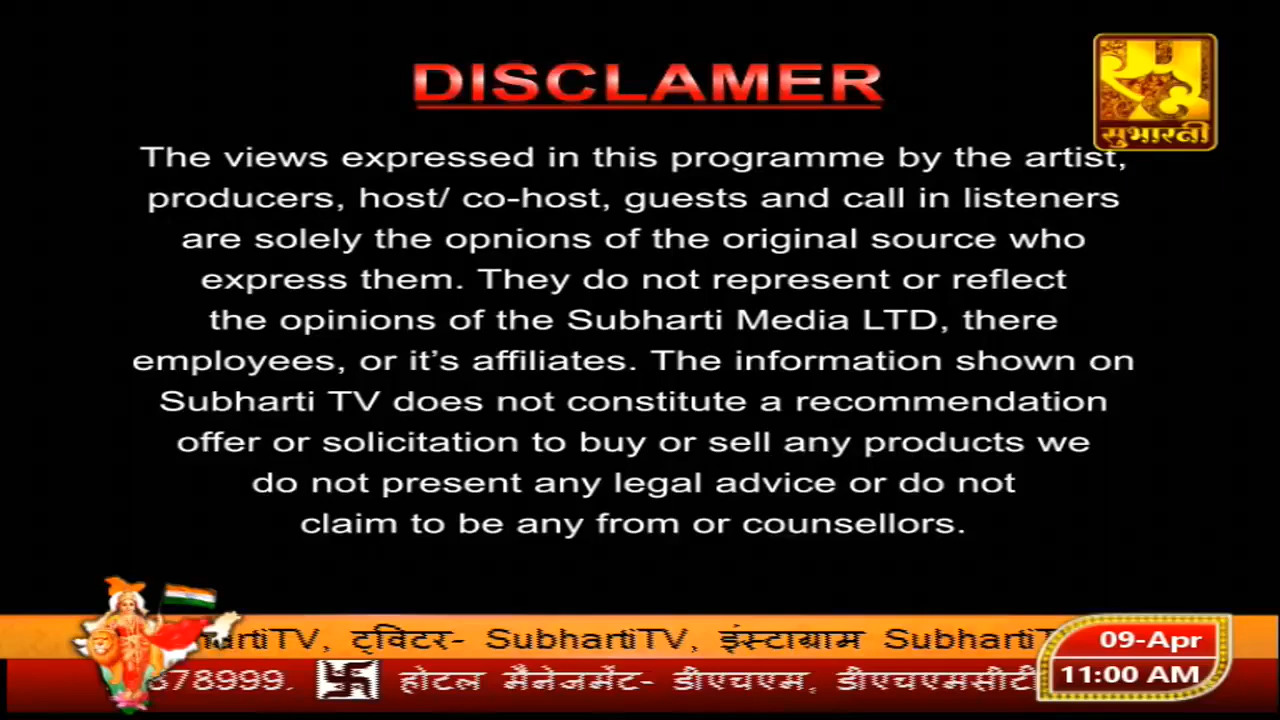 DISCLAMER
सुभारती
The views expressed in this programme by the artist,
producers, host/ co-host, guests and call in listeners
are solely the opnions of the original source who
express them. They do not represent or reflect
the opinions of the Subharti Media LTD, there
employees, or it's affiliates. The information shown on
Subharti TV does not constitute a recommendation
offer or solicitation to buy or sell any products we
do not present any legal advice or do not
claim to be any from or counsellors.
hartiTV, ट्विटर- SubhartiTV, इंस्टाग्राम SubhartiT
09-Apr
378999. होटल मैनेजमेंट- डीएचएम, डीएचएमसीटी
11:00 AM